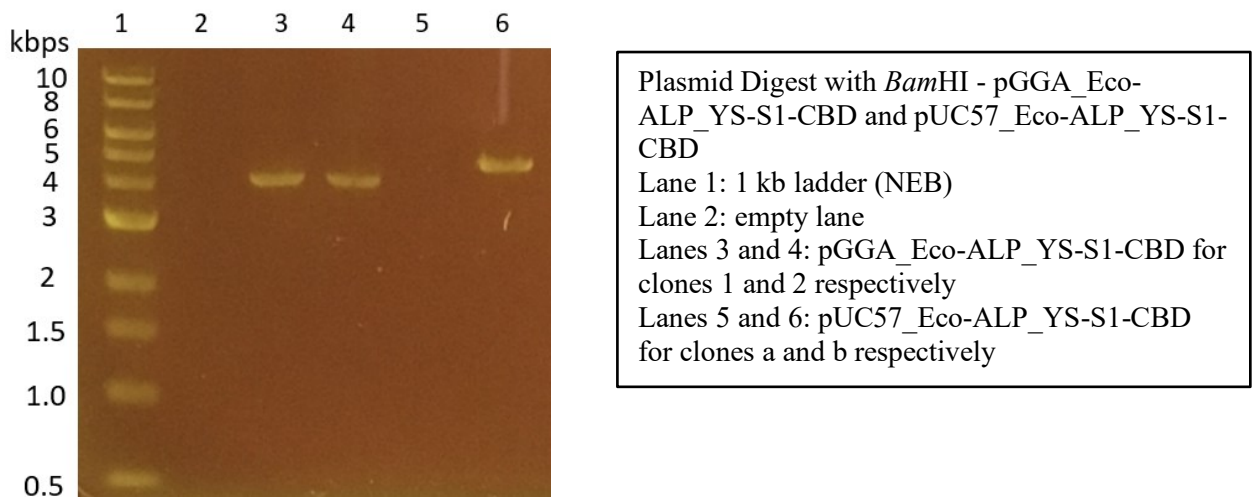 1 2 3 4 5 6
kbps
10
8
6
5
4
3
2
1.5
1.0
0.5
Plasmid Digest with BamHI - pGGA_Eco-
ALP_YS-S1-CBD and pUC57_Eco-ALP_YS-S1-
CBD
Lane 1: 1 kb ladder (NEB)
Lane 2: empty lane
Lanes 3 and 4: pGGA_Eco-ALP_YS-S1-CBD for
clones 1 and 2 respectively
Lanes 5 and 6: pUC57_Eco-ALP_YS-S1-CBD
for clones a and b respectively